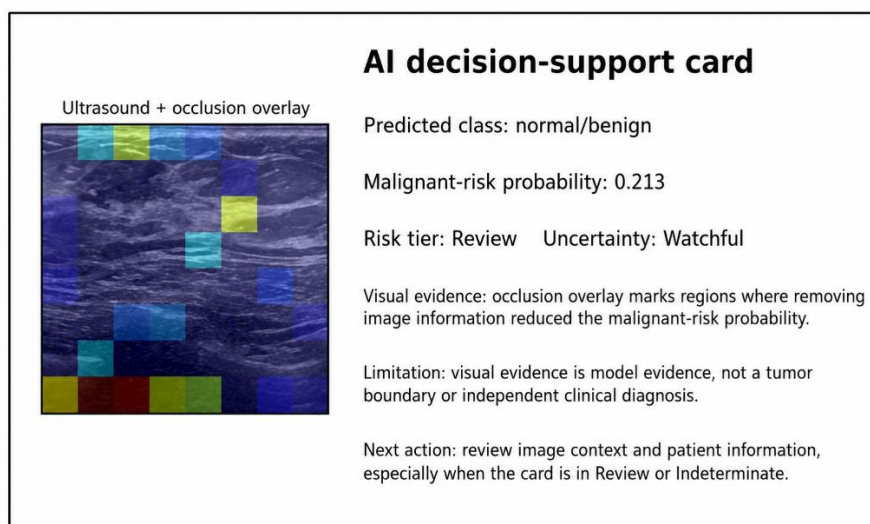 AI decision-support card
Ultrasound + occlusion overlay
Predicted class: normal/benign
Malignant-risk probability: 0.213
Risk tier: Review Uncertainty: Watchful
Visual evidence: occlusion overlay marks regions where removing
image information reduced the malignant-risk probability.
Limitation: visual evidence is model evidence, not a tumor
boundary or independent clinical diagnosis.
Next action: review image context and patient information,
especially when the card is in Review or Indeterminate.